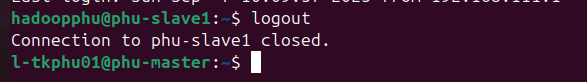 hadoopphu@phu-slave1:~$ logout
Connection to phu-slave1 closed.
l-tkphu01@phu-master:~$